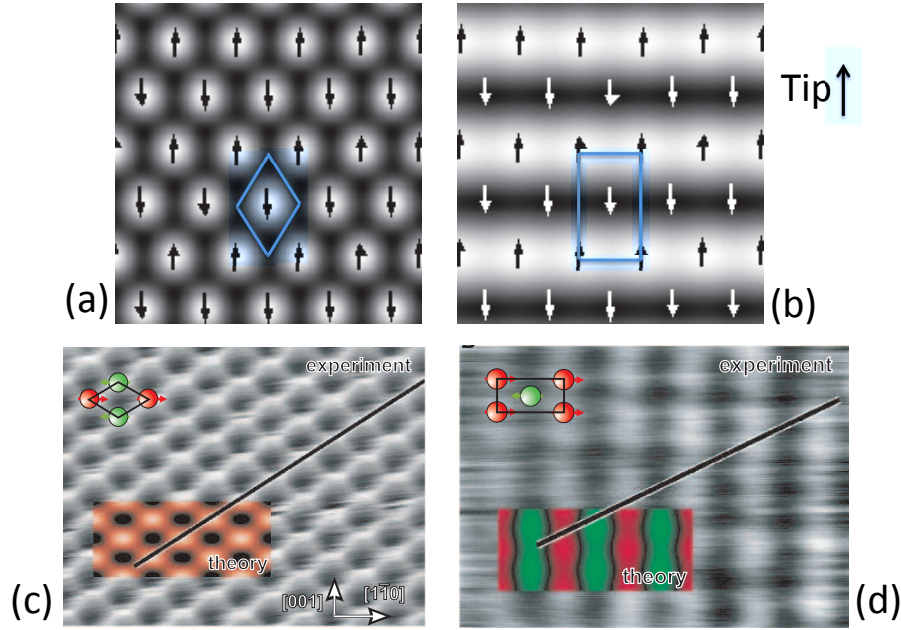 Tip
(a)
(b)
experiment
experiment
theory
theory
[001]
[11̄0]
(c)
(d)